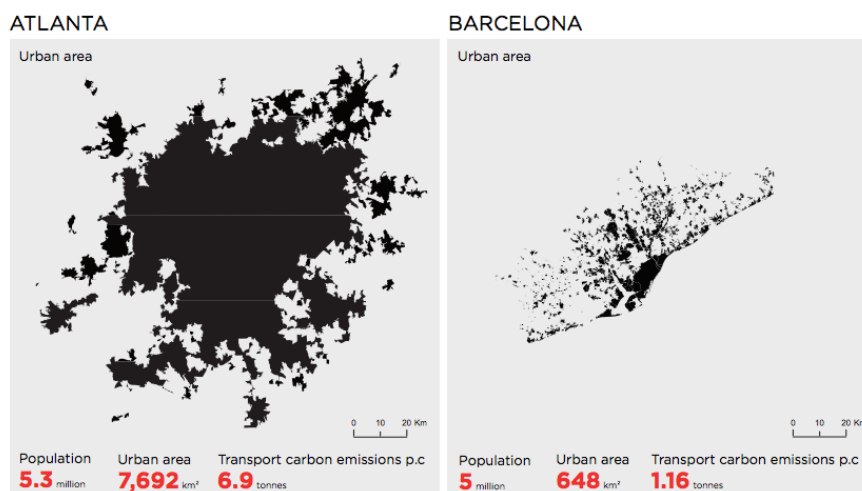 ATLANTA
Urban area
0 10 20 Km
Population Urban area Transport carbon emissions p.c
5.3 million 7,692 km² 6.9 tonnes
BARCELONA
Urban area
0 10 20 Km
Population Urban area Transport carbon emissions p.c
5 million 648 km² 1.16 tonnes